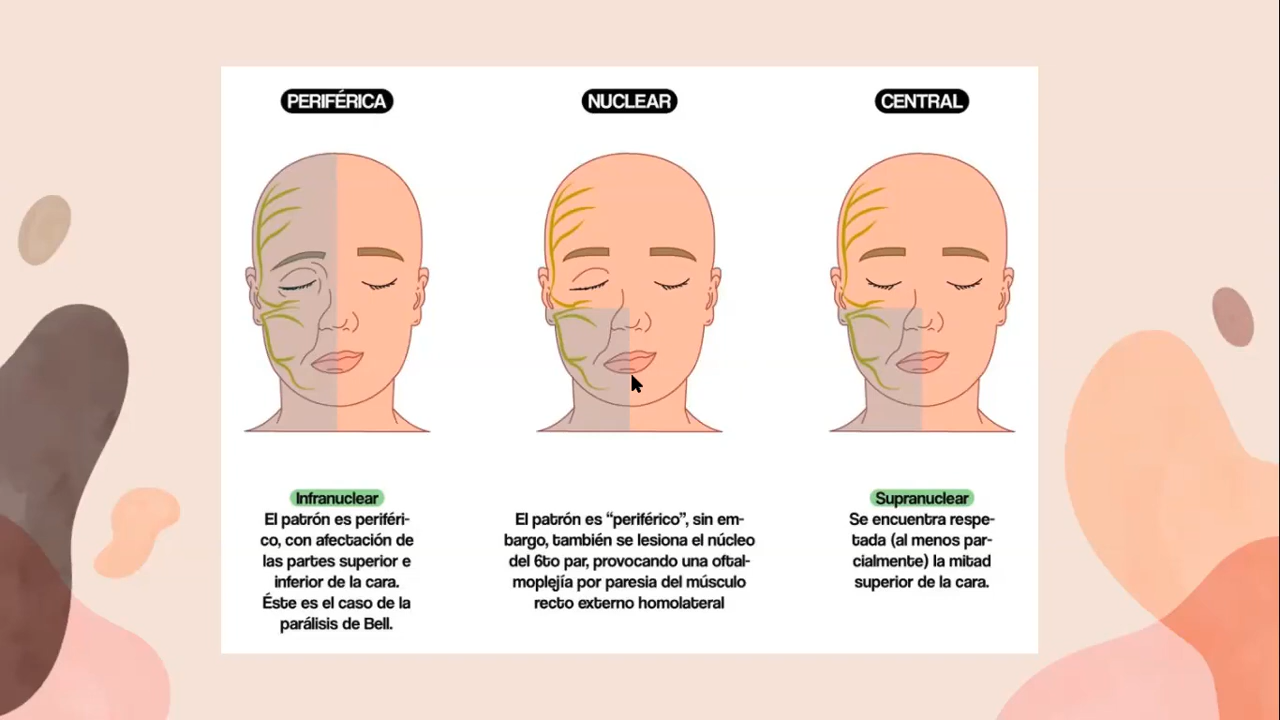 PERIFÉRICA
NUCLEAR
CENTRAL
Infranuclear
El patrón es periféri-
co, con afectación de
las partes superior e
inferior de la cara.
Éste es el caso de la
parálisis de Bell.
El patrón es “periférico”, sin em-
bargo, también se lesiona el núcleo
del 6to par, provocando una oftal-
moplejía por paresia del músculo
recto externo homolateral
Supranuclear
Se encuentra respe-
tada (al menos par-
cialmente) la mitad
superior de la cara.